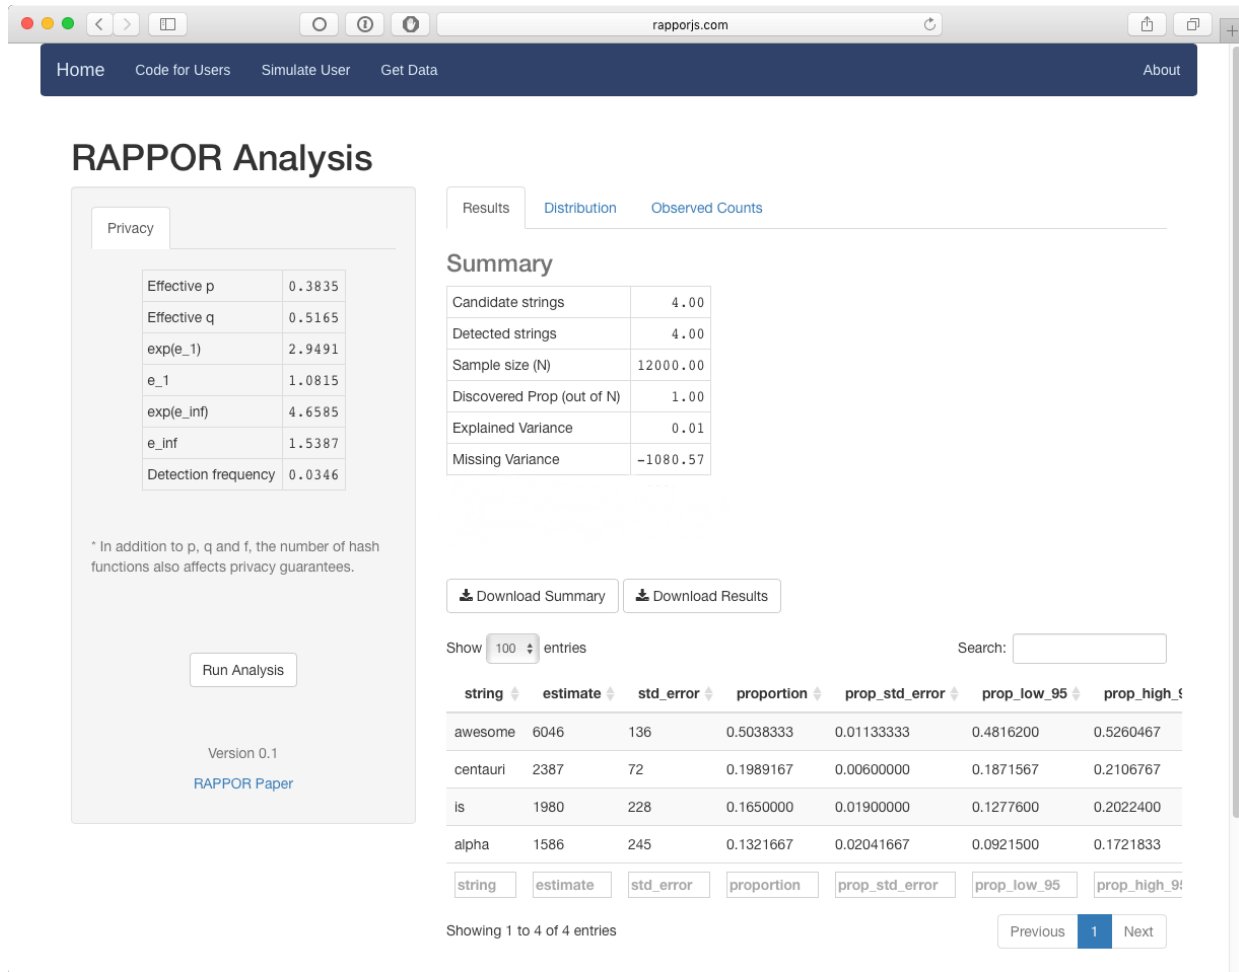 rapporjs.com
Home Code for Users Simulate User Get Data About
RAPPOR Analysis
Privacy
Effective p 0.3835
Effective q 0.5165
exp(e_1) 2.9491
e_1 1.0815
exp(e_inf) 4.6585
e_inf 1.5387
Detection frequency 0.0346
* In addition to p, q and f, the number of hash
functions also affects privacy guarantees.
Run Analysis
Version 0.1
RAPPOR Paper
Results Distribution Observed Counts
Summary
Candidate strings 4.00
Detected strings 4.00
Sample size (N) 12000.00
Discovered Prop (out of N) 1.00
Explained Variance 0.01
Missing Variance -1080.57
Download Summary Download Results
Show 100 entries Search:
string estimate std_error proportion prop_std_error prop_low_95 prop_high_9
awesome 6046 136 0.5038333 0.01133333 0.4816200 0.5260467
centauri 2387 72 0.1989167 0.00600000 0.1871567 0.2106767
is 1980 228 0.1650000 0.01900000 0.1277600 0.2022400
alpha 1586 245 0.1321667 0.02041667 0.0921500 0.1721833
string estimate std_error proportion prop_std_error prop_low_95 prop_high_95
Showing 1 to 4 of 4 entries Previous 1 Next